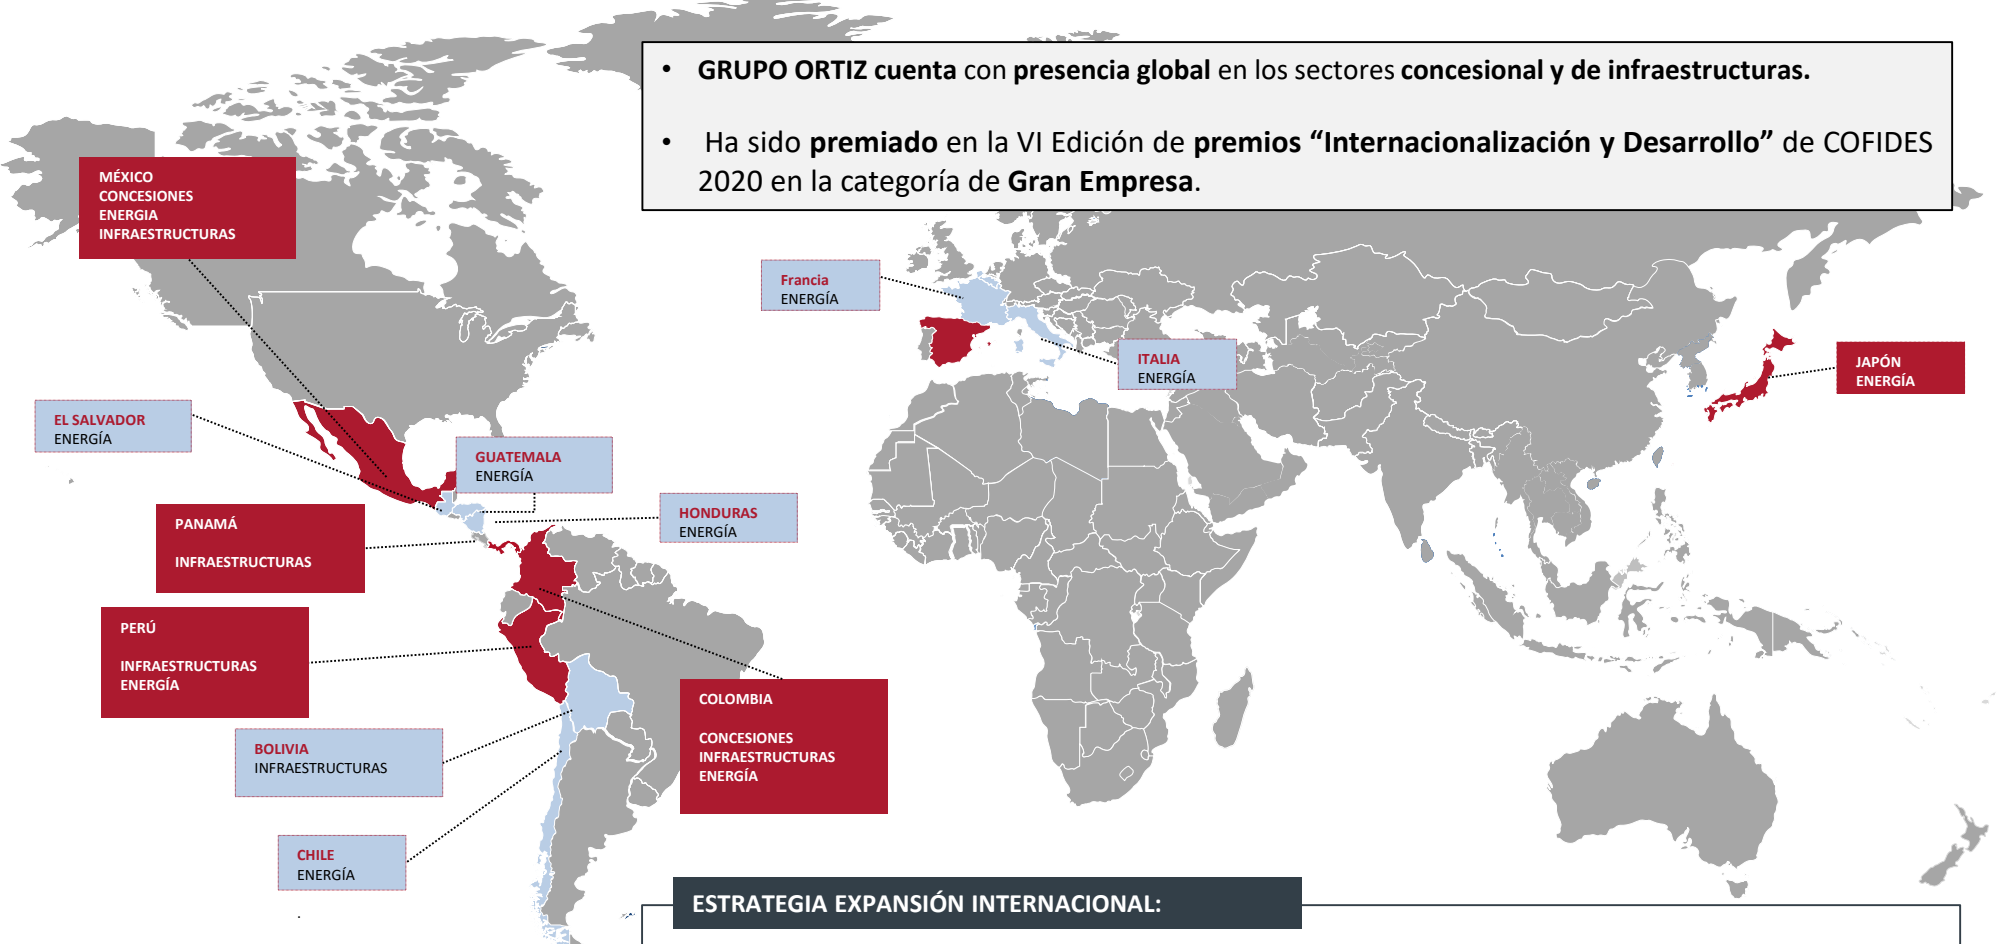 • GRUPO ORTIZ cuenta con presencia global en los sectores concesional y de infraestructuras.
• Ha sido premiado en la VI Edición de premios “Internacionalización y Desarrollo” de COFIDES
2020 en la categoría de Gran Empresa.
MÉXICO
CONCESIONES
ENERGIA
INFRAESTRUCTURAS
Francia
ENERGÍA
ITALIA
ENERGÍA
JAPÓN
ENERGÍA
EL SALVADOR
ENERGÍA
GUATEMALA
ENERGÍA
HONDURAS
ENERGÍA
PANAMÁ
INFRAESTRUCTURAS
PERÚ
INFRAESTRUCTURAS
ENERGÍA
COLOMBIA
CONCESIONES
INFRAESTRUCTURAS
ENERGÍA
BOLIVIA
INFRAESTRUCTURAS
CHILE
ENERGÍA
ESTRATEGIA EXPANSIÓN INTERNACIONAL: